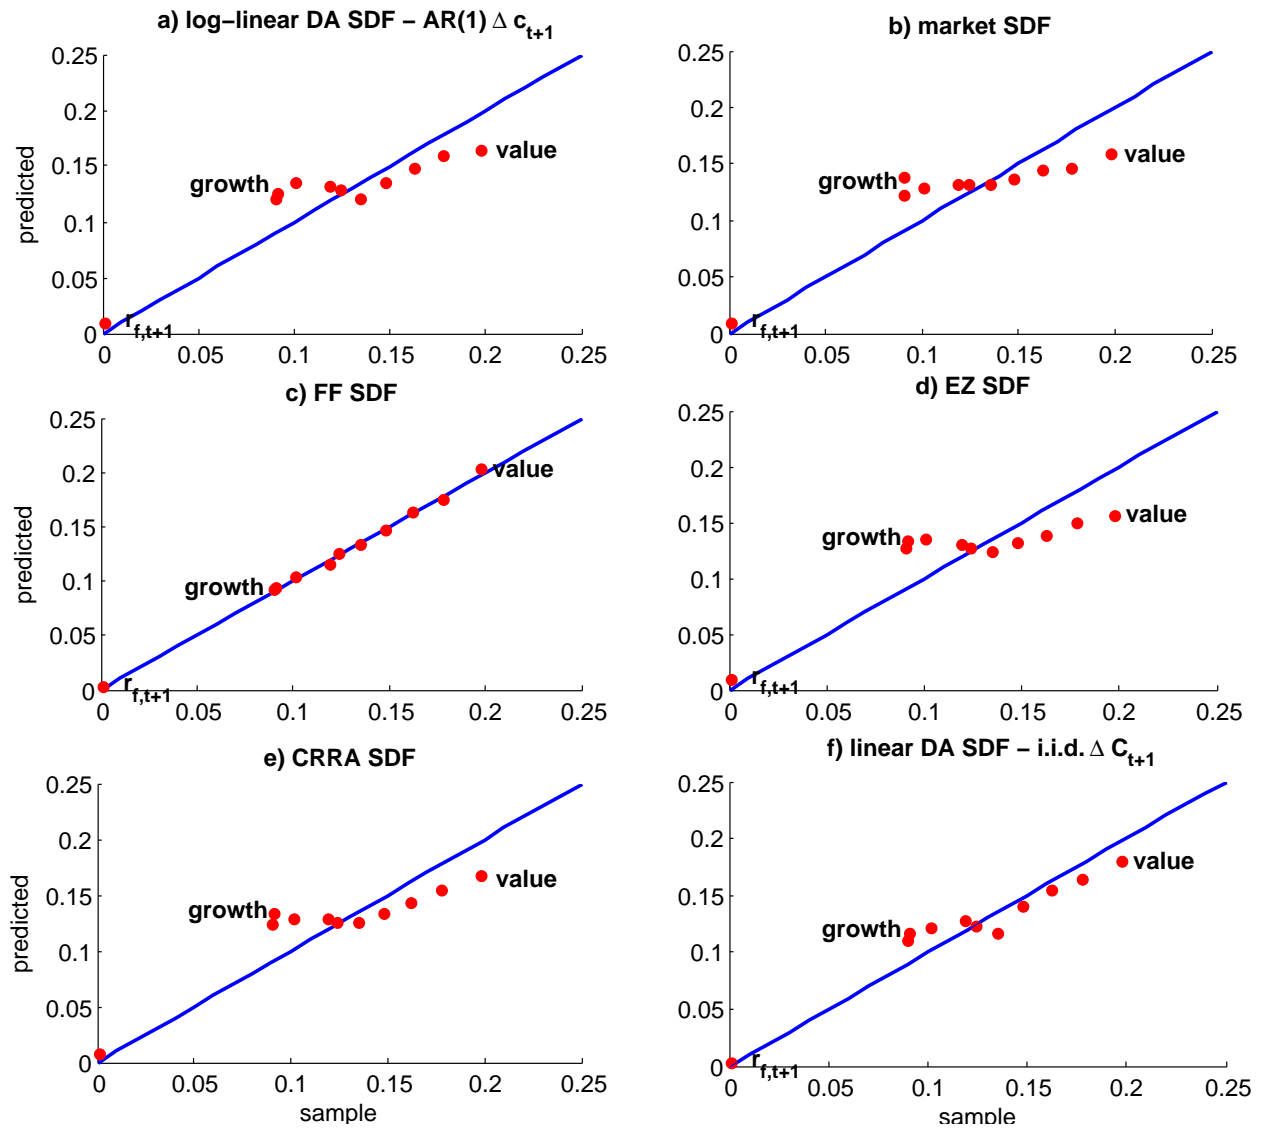 a) log−linear DA SDF − AR(1) Δ c_{t+1}
0.25
0.2
0.15
0.1
0.05
0
predicted
growth
value
r_{f,t+1}
0 0.05 0.1 0.15 0.2 0.25
b) market SDF
0.25
0.2
0.15
0.1
0.05
0
growth
value
r_{f,t+1}
0 0.05 0.1 0.15 0.2 0.25
c) FF SDF
0.25
0.2
0.15
0.1
0.05
0
predicted
value
growth
r_{f,t+1}
0 0.05 0.1 0.15 0.2 0.25
d) EZ SDF
0.25
0.2
0.15
0.1
0.05
0
growth
value
r_{f,t+1}
0 0.05 0.1 0.15 0.2 0.25
e) CRRA SDF
0.25
0.2
0.15
0.1
0.05
0
predicted
growth
value
0 0.05 0.1 0.15 0.2 0.25
sample
f) linear DA SDF − i.i.d. Δ C_{t+1}
0.25
0.2
0.15
0.1
0.05
0
growth
value
r_{f,t+1}
0 0.05 0.1 0.15 0.2 0.25
sample